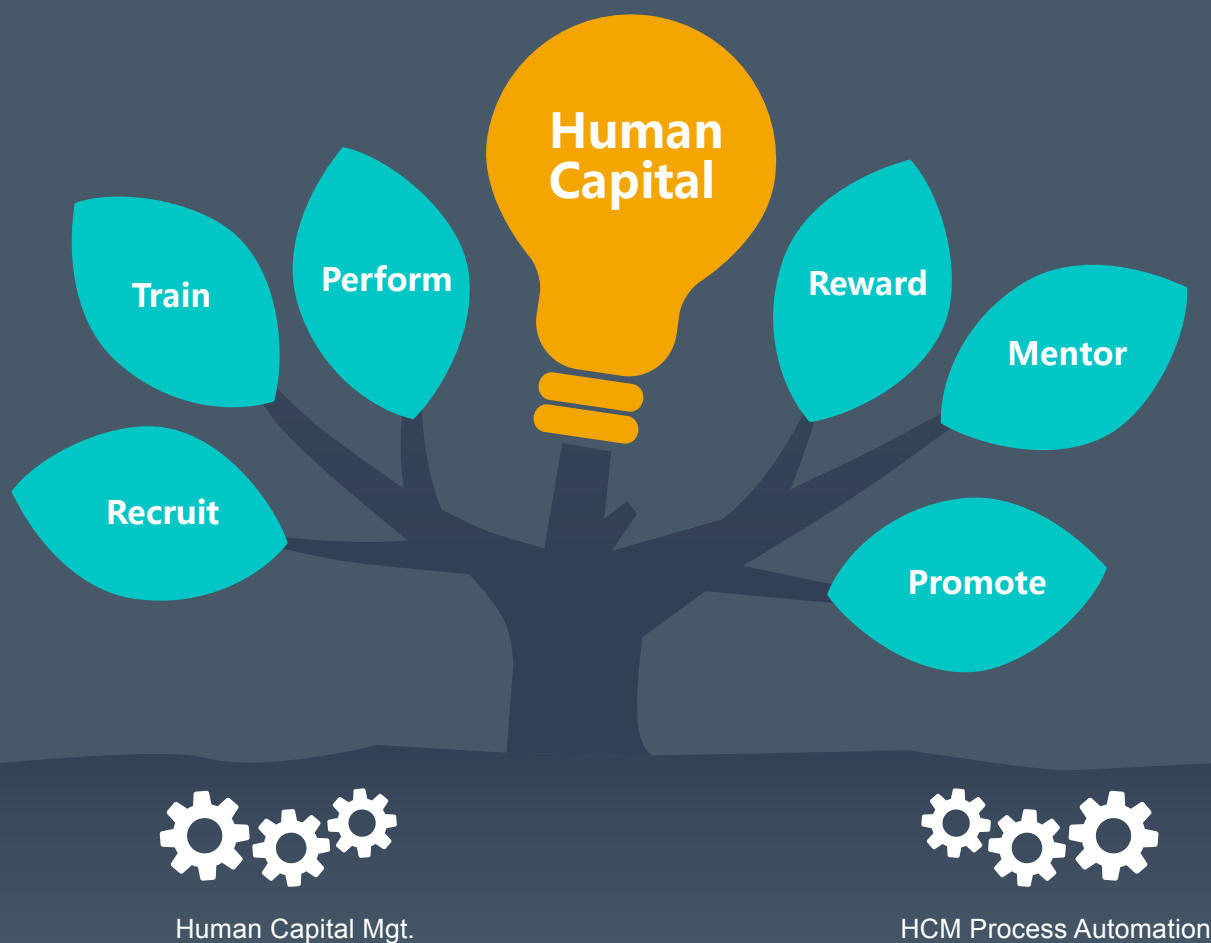 Human
Capital
Perform
Reward
Train
Mentor
Recruit
Promote
Human Capital Mgt.
HCM Process Automation